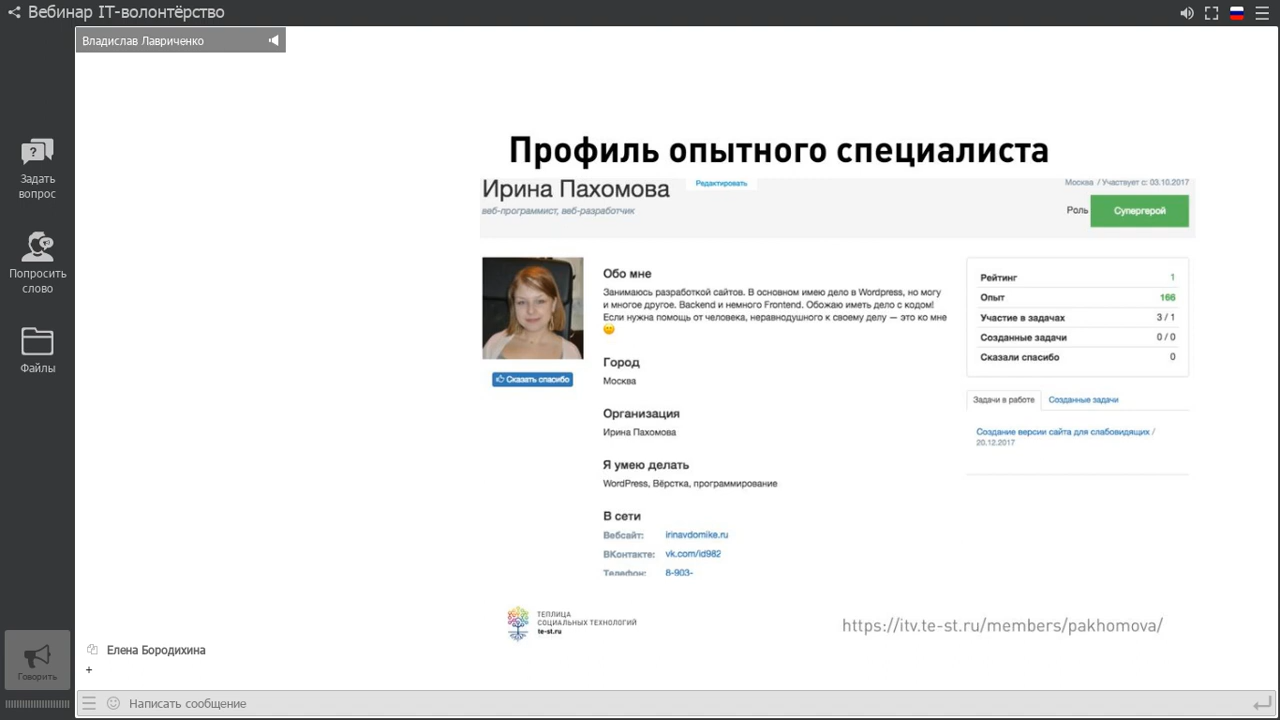 Вебинар IT-волонтёрство
Владислав Лавриченко
Задать
вопрос
Попросить
слово
Файлы
Говорить
Профиль опытного специалиста
Ирина Пахомова
Редактировать
Москва / Участвует с: 03.10.2017
веб-программист, веб-разработчик
Роль
Супергерой
Обо мне
Занимаюсь разработкой сайтов. В основном имею дело в Wordpress, но могу
и многое другое. Backend и немного Frontend. Обожаю иметь дело с кодом!
Если нужна помощь от человека, неравнодушного к своему делу — это ко мне
🙂
Сказать спасибо
Город
Москва
Организация
Ирина Пахомова
Я умею делать
WordPress, Вёрстка, программирование
В сети
Вебсайт: irinavdomike.ru
ВКонтакте: vk.com/id982
Телефон: 8-903-
Рейтинг 1
Опыт 166
Участие в задачах 3 / 1
Созданные задачи 0 / 0
Сказали спасибо 0
Задачи в работе Созданные задачи
Создание версии сайта для слабовидящих /
20.12.2017
ТЕПЛИЦА
СОЦИАЛЬНЫХ ТЕХНОЛОГИЙ
te-st.ru
https://itv.te-st.ru/members/pakhomova/
Елена Бородихина
+
Написать сообщение